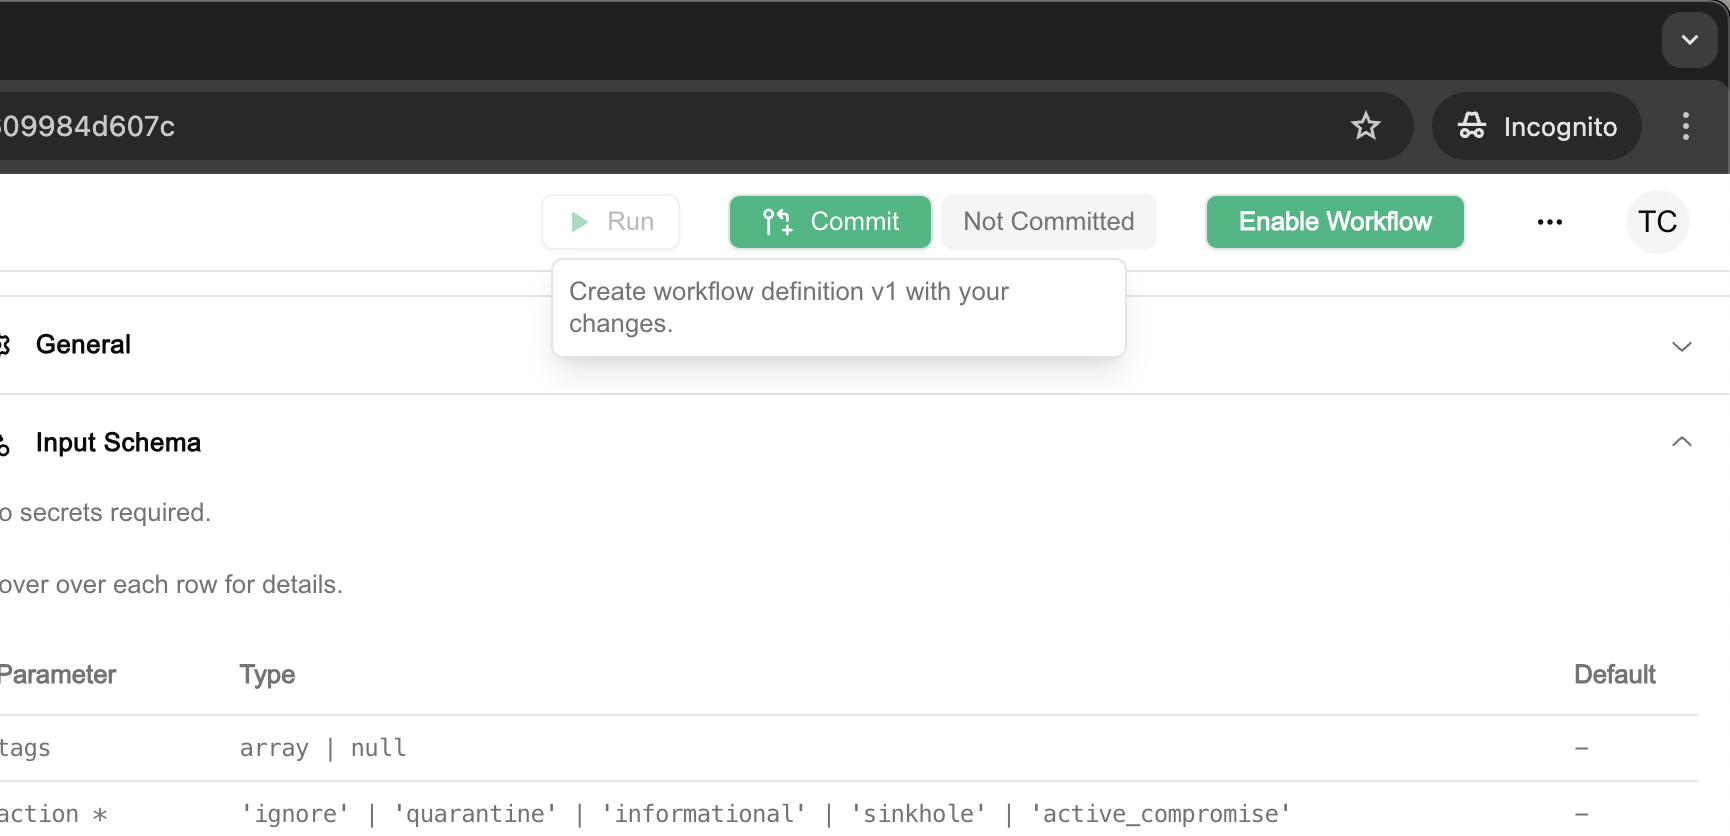 09984d607c
Incognito
Run
Commit
Not Committed
Enable Workflow
TC
Create workflow definition v1 with your
changes.
General
Input Schema
o secrets required.
over over each row for details.
Parameter Type Default
tags array | null –
action * 'ignore' | 'quarantine' | 'informational' | 'sinkhole' | 'active_compromise' –